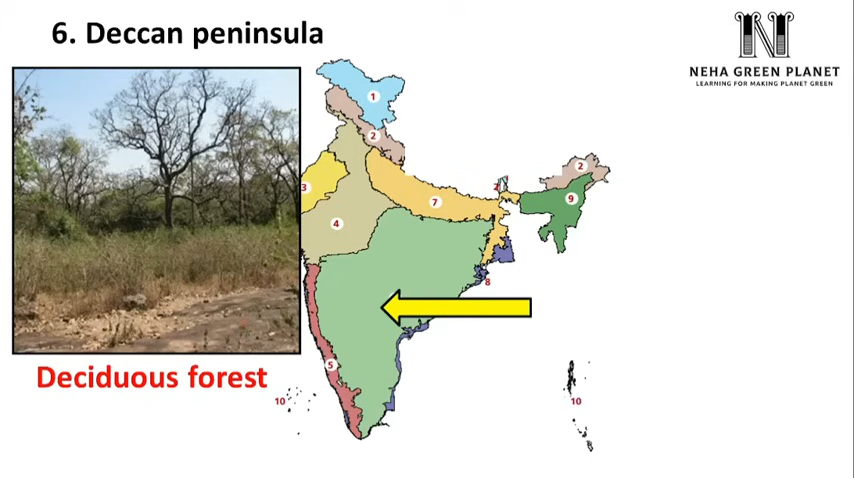 6. Deccan peninsula
N
NEHA GREEN PLANET
LEARNING FOR MAKING PLANET GREEN
1
2
2
2
3
7
9
4
8
5
Deciduous forest
10
10